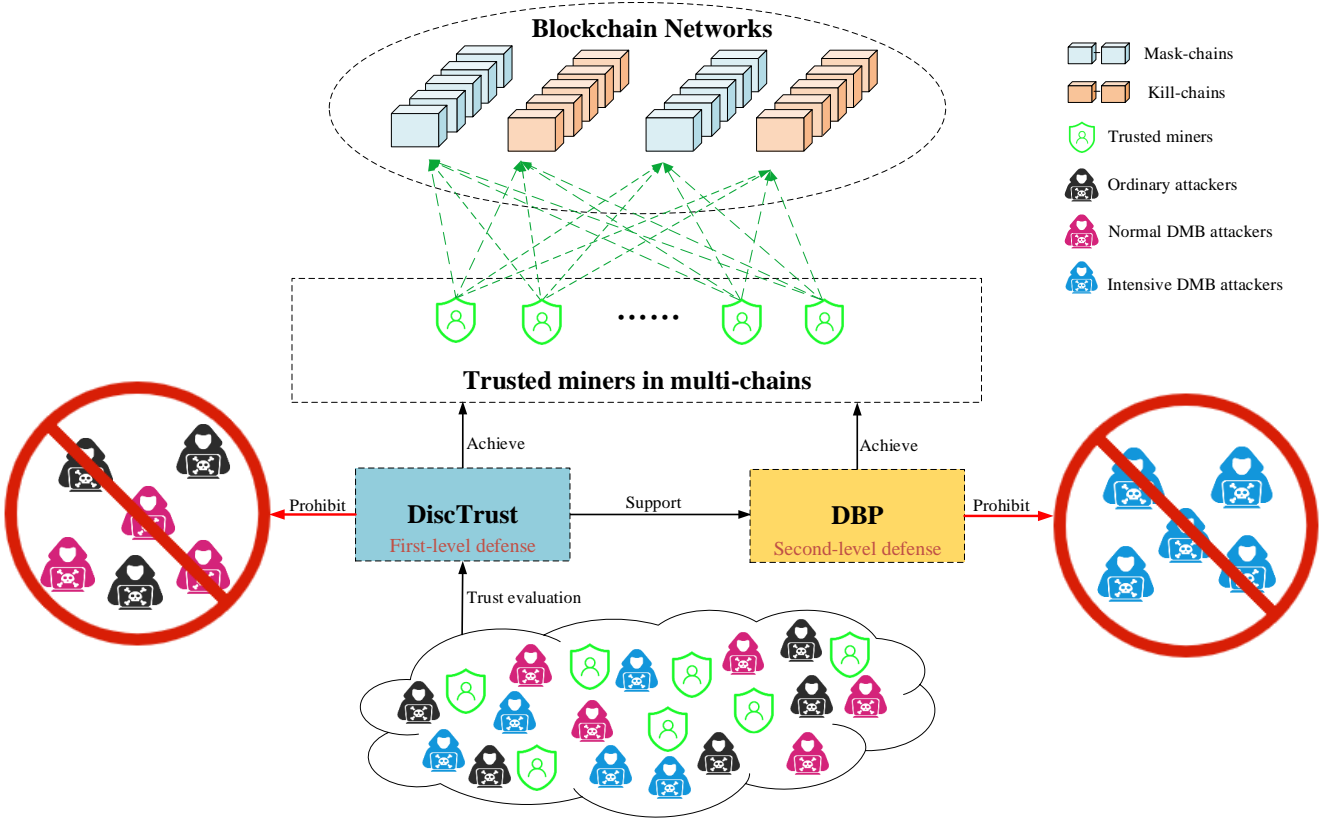 Blockchain Networks
Mask-chains
Kill-chains
Trusted miners
Ordinary attackers
Normal DMB attackers
Intensive DMB attackers
······
Trusted miners in multi-chains
Achieve
Achieve
Prohibit
DiscTrust
First-level defense
Support
DBP
Second-level defense
Prohibit
Trust evaluation